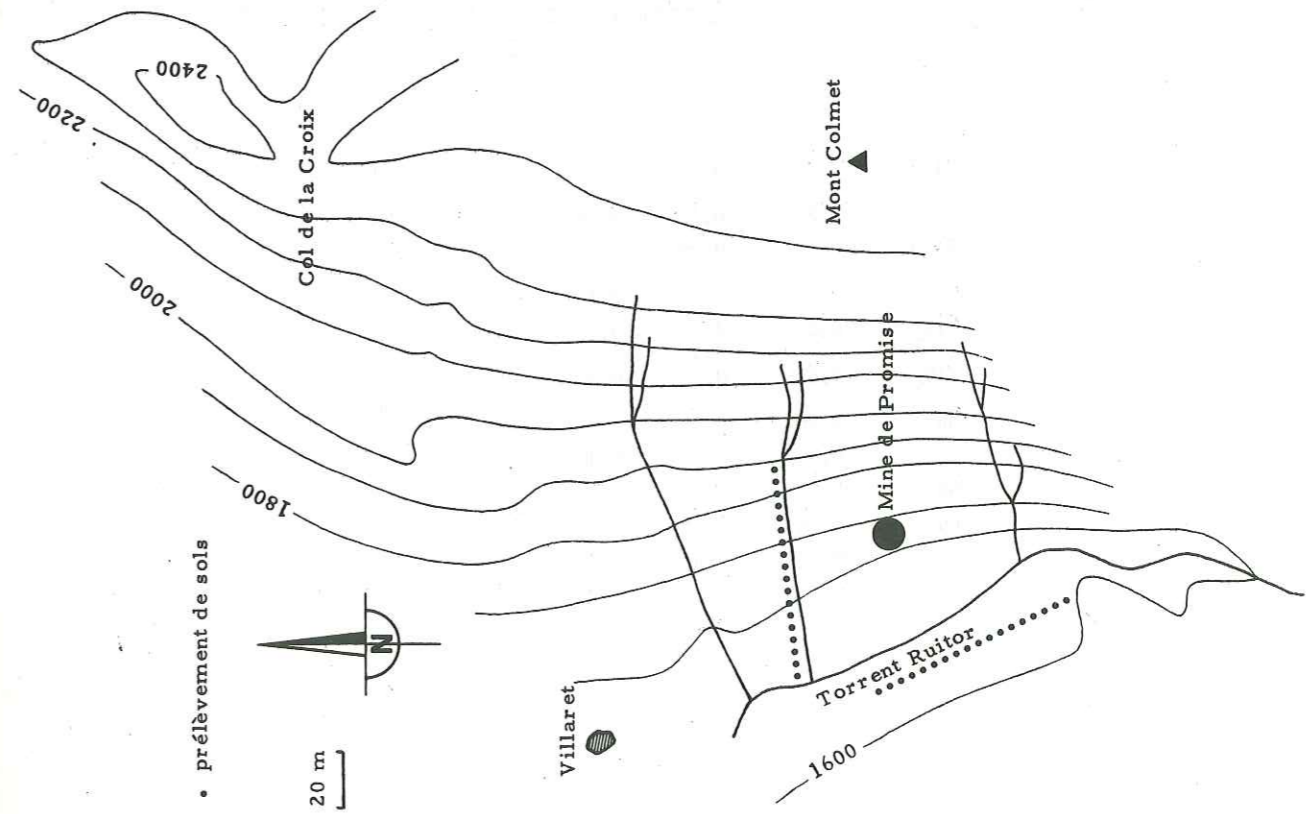 2400
2200
Col de la Croix
2000
1800
• prélèvement de sols
N
20 m
Mont Colmet
Mine de Promise
Villaret
Torrent Ruitor
1600